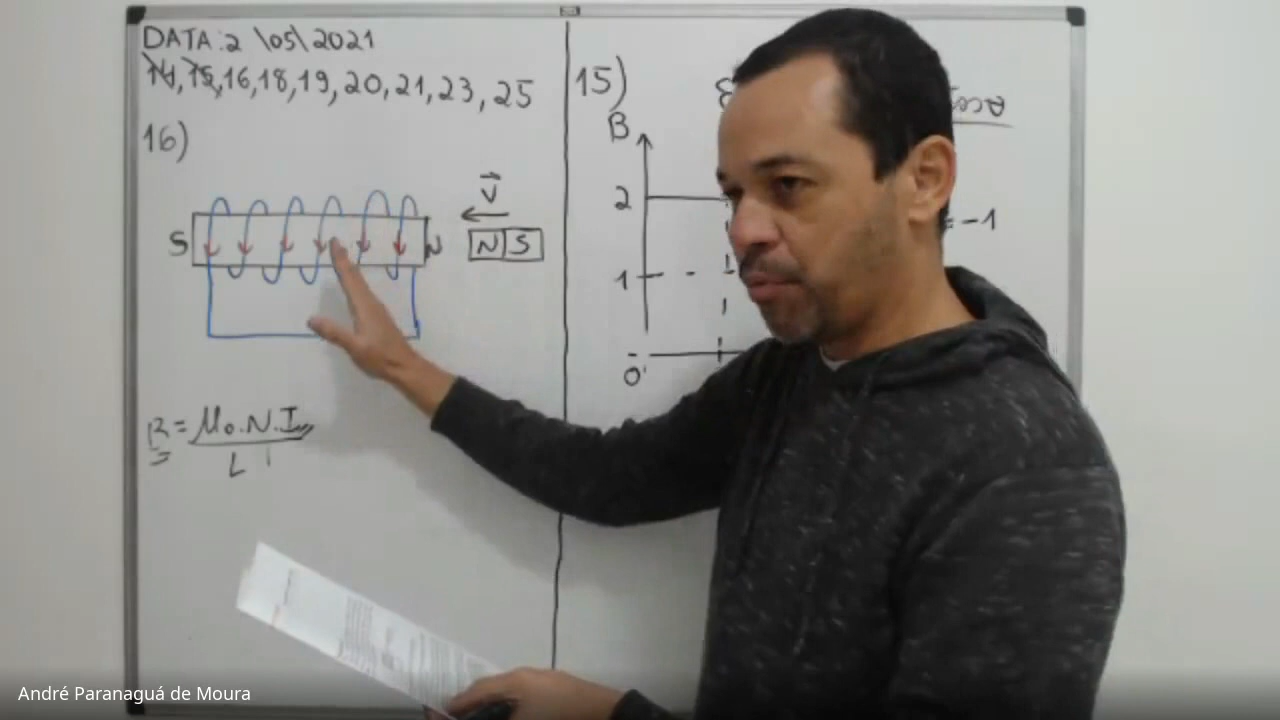 DATA: 2 \05\ 2021
14, 15, 16, 18, 19, 20, 21, 23, 25
16)
V
S N
N S
B = μ0.N.I
L
15)
B
2
= -1
1
0
André Paranaguá de Moura